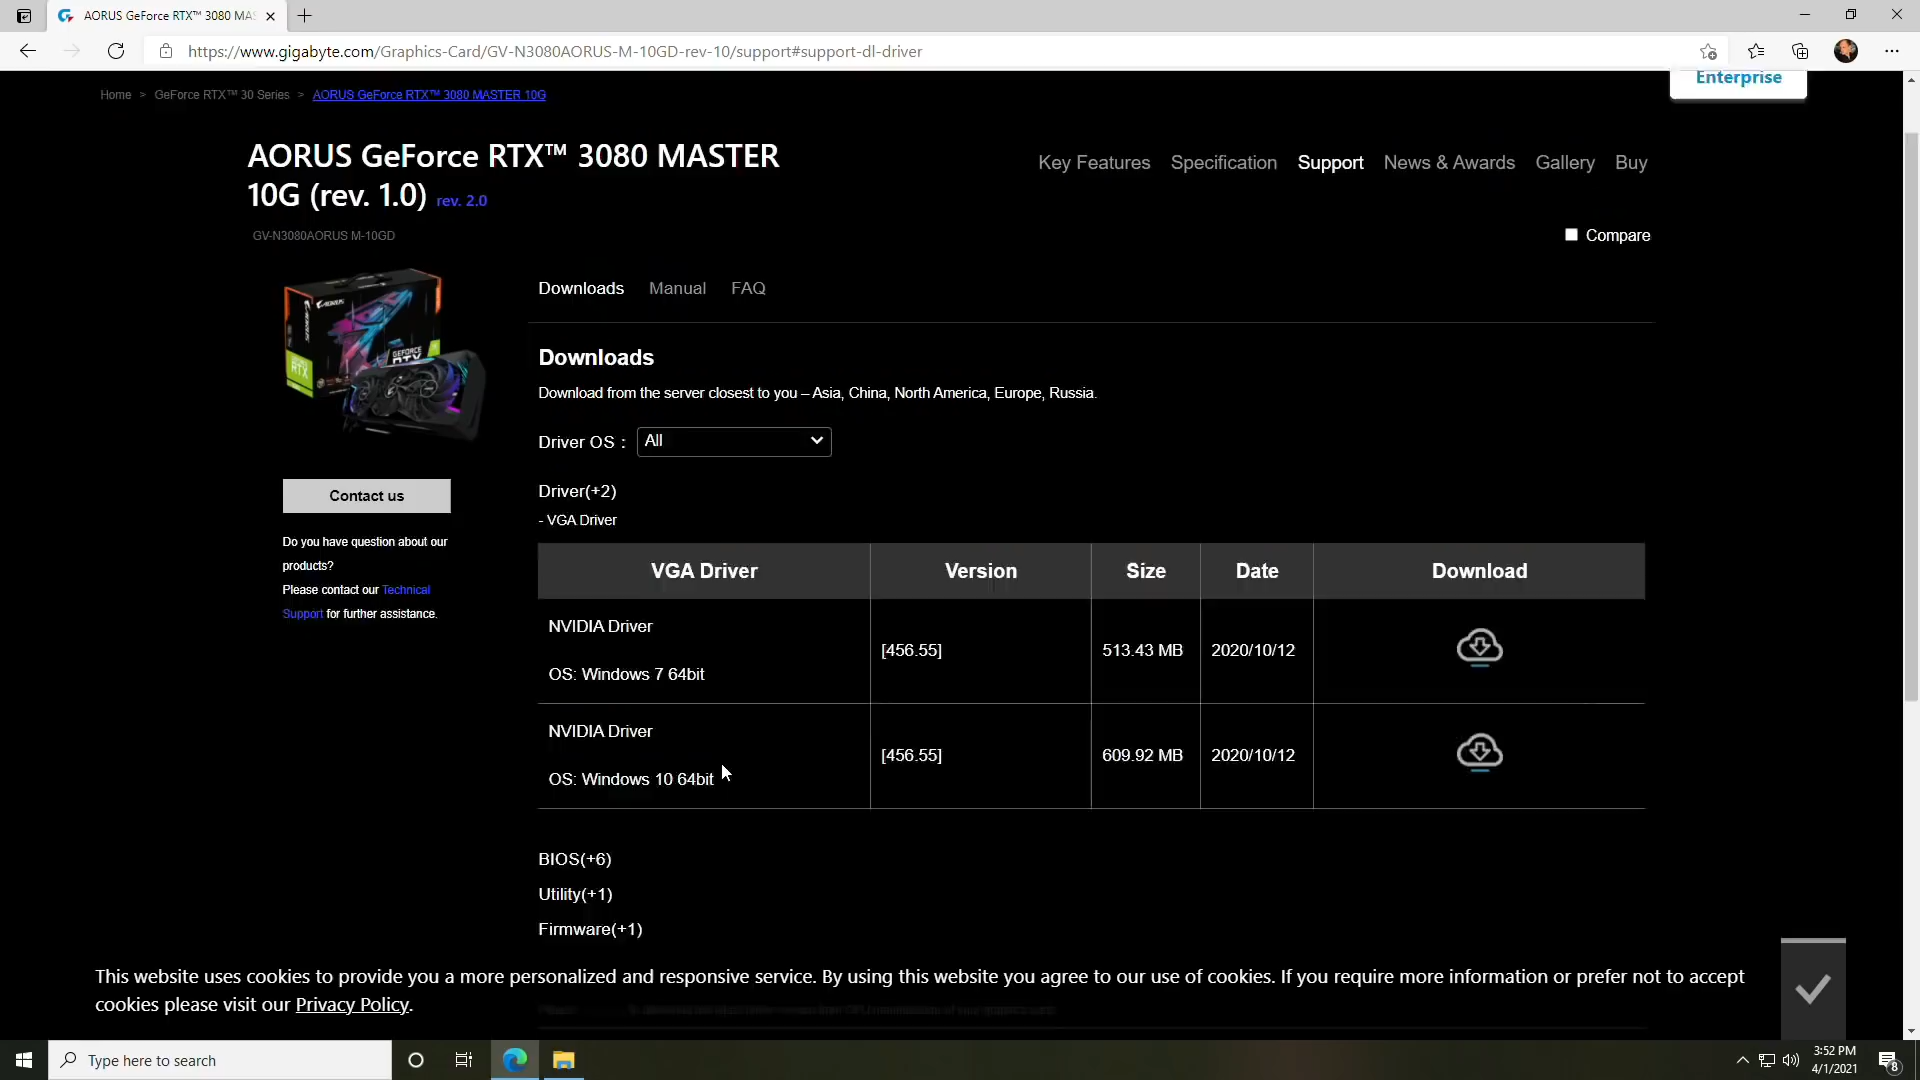 AORUS GeForce RTX™ 3080 MAS
https://www.gigabyte.com/Graphics-Card/GV-N3080AORUS-M-10GD-rev-10/support#support-dl-driver
Enterprise
Home > GeForce RTX™ 30 Series > AORUS GeForce RTX™ 3080 MASTER 10G
AORUS GeForce RTX™ 3080 MASTER
10G (rev. 1.0) rev. 2.0
GV-N3080AORUS M-10GD
Key Features Specification Support News & Awards Gallery Buy
Compare
AORUS
GEFORCE
RTX
RTX
Downloads Manual FAQ
Downloads
Download from the server closest to you – Asia, China, North America, Europe, Russia.
Driver OS : All
Contact us
Do you have question about our
products?
Please contact our Technical
Support for further assistance.
Driver(+2)
- VGA Driver
VGA Driver Version Size Date Download
NVIDIA Driver
OS: Windows 7 64bit
[456.55] 513.43 MB 2020/10/12
NVIDIA Driver
OS: Windows 10 64bit
[456.55] 609.92 MB 2020/10/12
BIOS(+6)
Utility(+1)
Firmware(+1)
This website uses cookies to provide you a more personalized and responsive service. By using this website you agree to our use of cookies. If you require more information or prefer not to accept
cookies please visit our Privacy Policy.
Type here to search
3:52 PM
4/1/2021
8